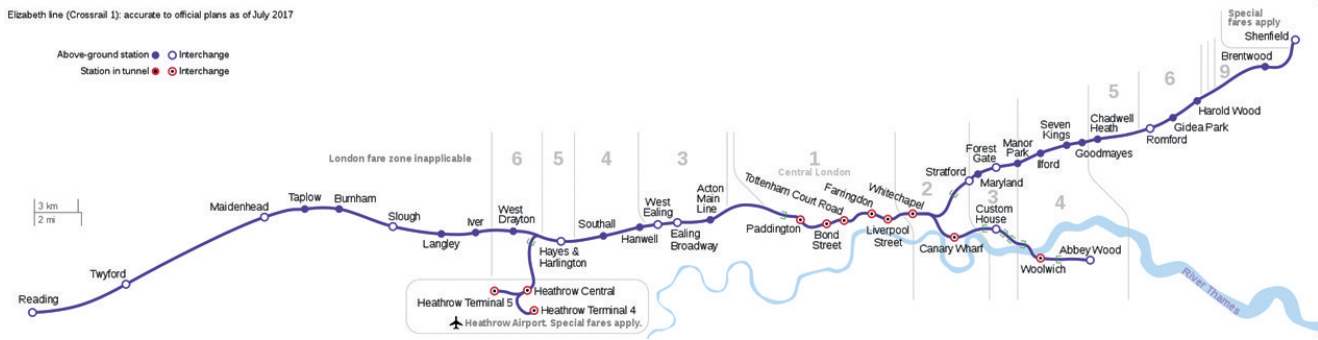 Elizabeth line (Crossrail 1): accurate to official plans as of July 2017
Special
fares apply
Shenfield
Above-ground station
Interchange
Station in tunnel
Interchange
Brentwood
9
6
5
Harold Wood
Gidea Park
Romford
Chadwell
Heath
Goodmayes
Seven
Kings
Ilford
Manor
Park
Forest
Gate
Maryland
Stratford
London fare zone inapplicable
6
5
4
3
1
Central London
2
3
4
3 km
2 mi
Reading
Twyford
Maidenhead
Taplow
Burnham
Slough
Langley
Iver
West
Drayton
Hayes &
Harlington
Southall
Hanwell
West
Ealing
Ealing
Broadway
Acton
Main
Line
Paddington
Tottenham Court Road
Bond
Street
Farringdon
Liverpool
Street
Whitechapel
Canary Wharf
Custom
House
Woolwich
Abbey Wood
River Thames
Heathrow Central
Heathrow Terminal 5
Heathrow Terminal 4
Heathrow Airport. Special fares apply.